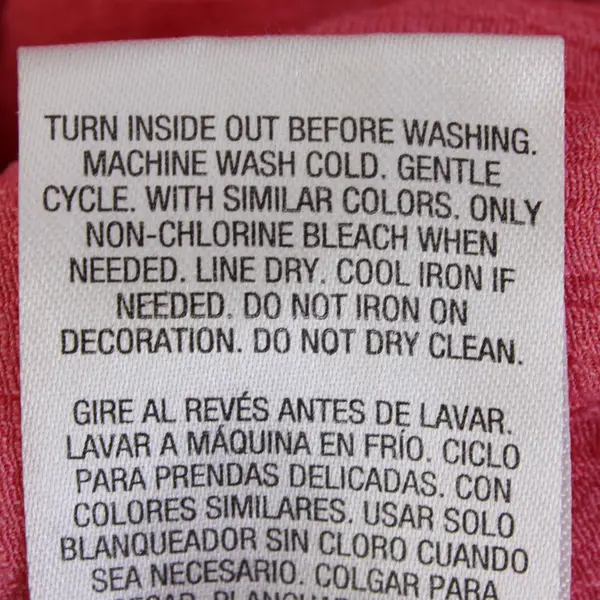 TURN INSIDE OUT BEFORE WASHING.
MACHINE WASH COLD. GENTLE
CYCLE. WITH SIMILAR COLORS. ONLY
NON-CHLORINE BLEACH WHEN
NEEDED. LINE DRY. COOL IRON IF
NEEDED. DO NOT IRON ON
DECORATION. DO NOT DRY CLEAN.
GIRE AL REVÉS ANTES DE LAVAR.
LAVAR A MÁQUINA EN FRÍO. CICLO
PARA PRENDAS DELICADAS. CON
COLORES SIMILARES. USAR SOLO
BLANQUEADOR SIN CLORO CUANDO
SEA NECESARIO. COLGAR PARA